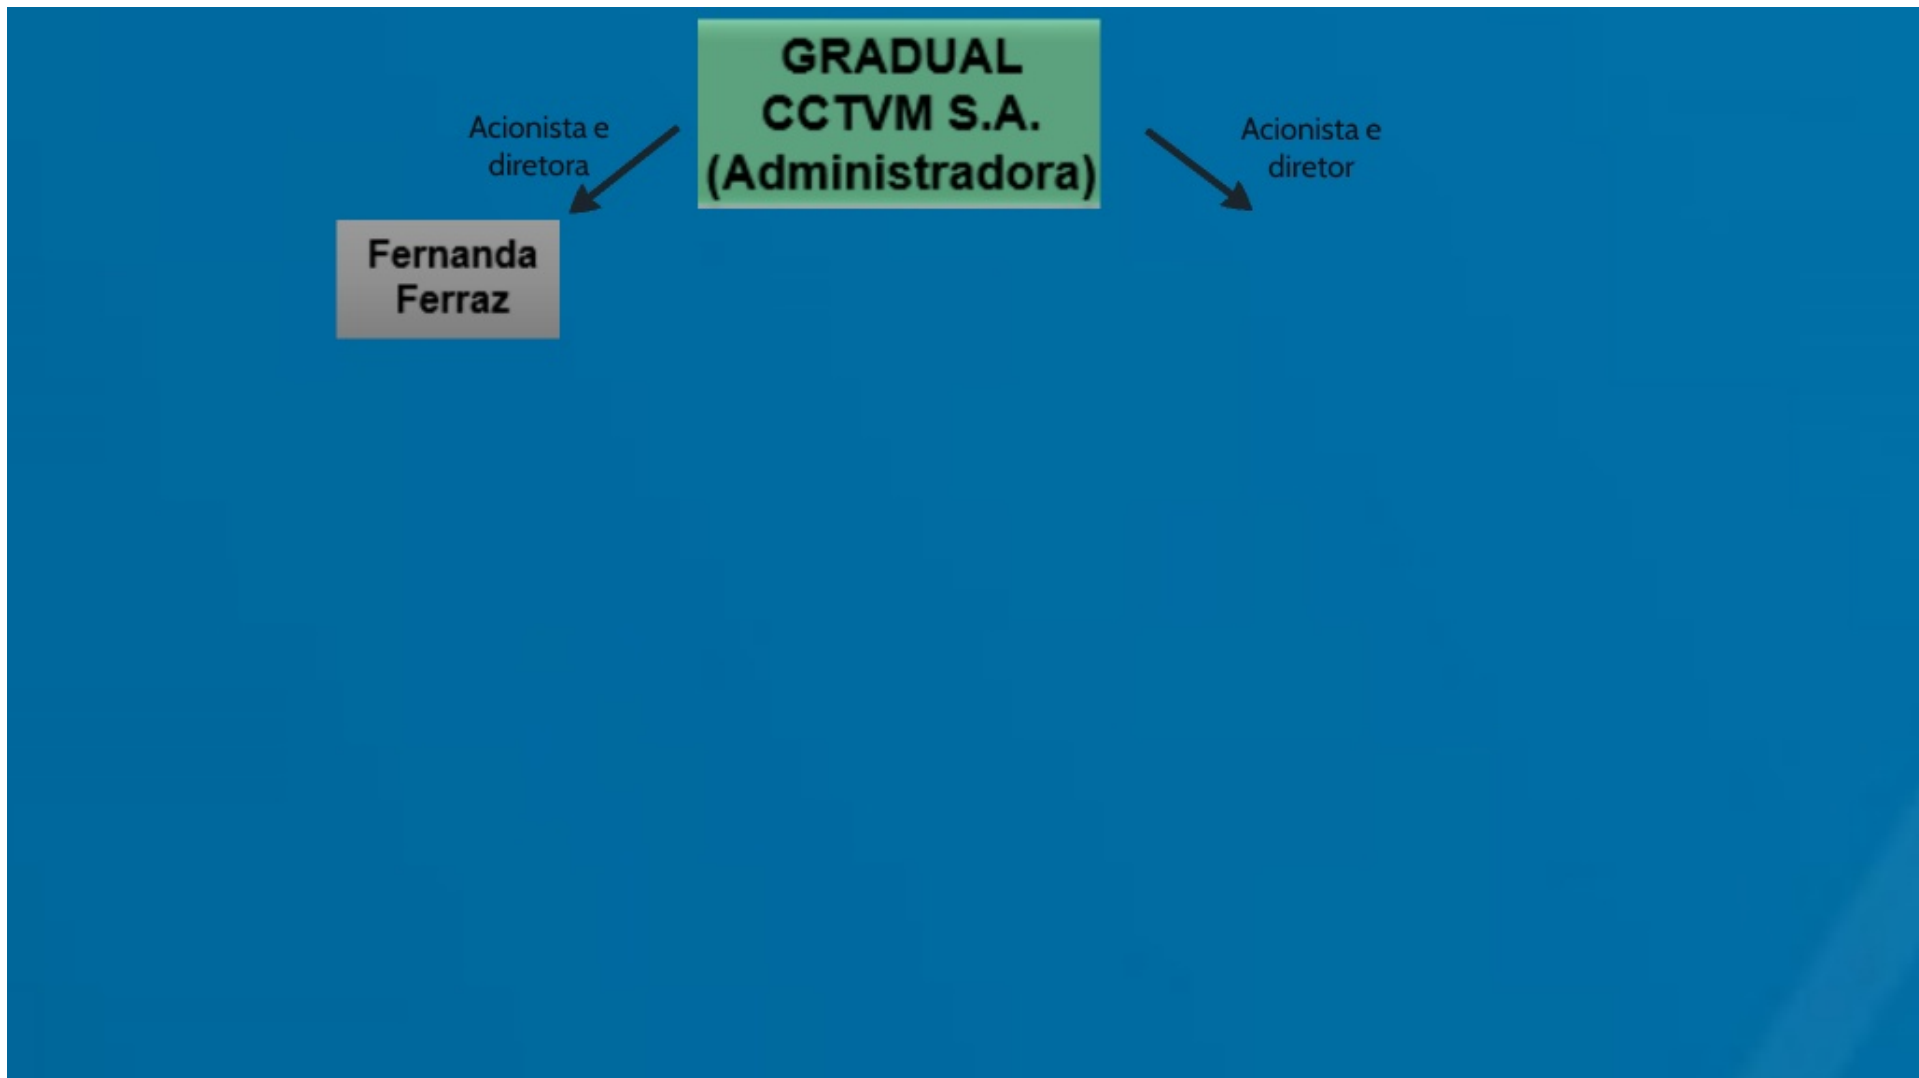 GRADUAL
CCTVM S.A.
(Administradora)
Acionista e
diretora
Acionista e
diretor
Fernanda
Ferraz